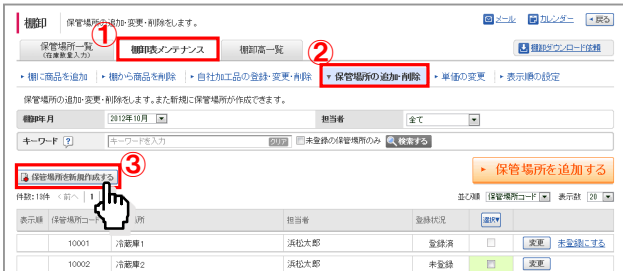 棚卸 保管場所の追加・変更・削除をします。 メール カレンダー 戻る
①
保管場所一覧 棚卸表メンテナンス 棚卸高一覧 棚卸ダウンロード依頼
(在庫数量入力)
②
棚に商品を追加 棚から商品を削除 自社加工品の登録・変更・削除 保管場所の追加・削除 単価の変更 表示順の設定
保管場所の追加・変更・削除をします。また新規に保管場所が作成できます。
棚卸年月 2012年10月 担当者 全て
キーワード ? キーワードを入力 クリア 未登録の保管場所のみ 検索する
③
保管場所を新規作成する 保管場所を追加する
件数:13件 <前へ 1 並び順 保管場所コード 表示数 20
表示順 保管場所コード 所 担当者 登録状況 選択▼
10001 冷蔵庫1 浜松太郎 登録済 変更 未登録にする
10002 冷蔵庫2 浜松太郎 未登録 変更